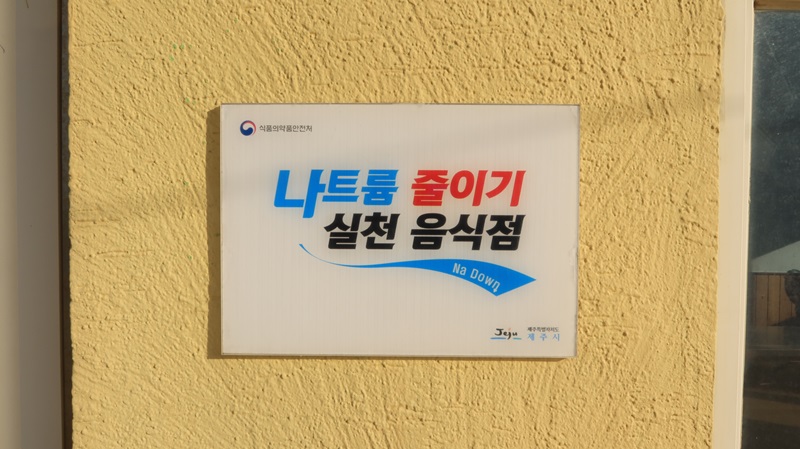 식품의약품안전처
나트륨 줄이기
실천 음식점
Na Down
Jeju 제주특별자치도
제주시